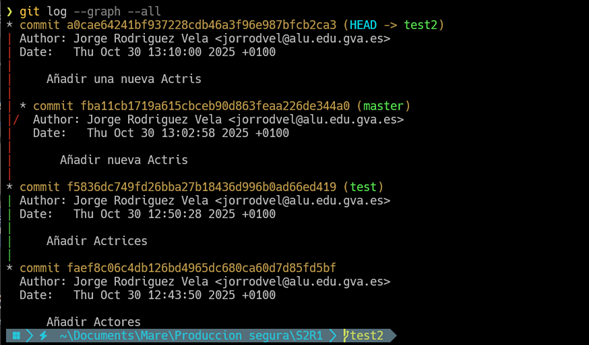 ❯ git log --graph --all
* commit a0cae64241bf937228cdb46a3f96e987bfcb2ca3 (HEAD -> test2)
| Author: Jorge Rodriguez Vela <jorrodvel@alu.edu.gva.es>
| Date:   Thu Oct 30 13:10:00 2025 +0100
|
|     Añadir una nueva Actris
|
| * commit fba11cb1719a615cbceb90d863feaa226de344a0 (master)
|/  Author: Jorge Rodriguez Vela <jorrodvel@alu.edu.gva.es>
|   Date:   Thu Oct 30 13:02:58 2025 +0100
|
|       Añadir nueva Actris
|
* commit f5836dc749fd26bba27b18436d996b0ad66ed419 (test)
| Author: Jorge Rodriguez Vela <jorrodvel@alu.edu.gva.es>
| Date:   Thu Oct 30 12:50:28 2025 +0100
|
|     Añadir Actrices
|
* commit faef8c06c4db126bd4965dc680ca60d7d85fd5bf
  Author: Jorge Rodriguez Vela <jorrodvel@alu.edu.gva.es>
  Date:   Thu Oct 30 12:43:50 2025 +0100

      Añadir Actores
~\Documents\Mare\Produccion segura\S2R1 test2